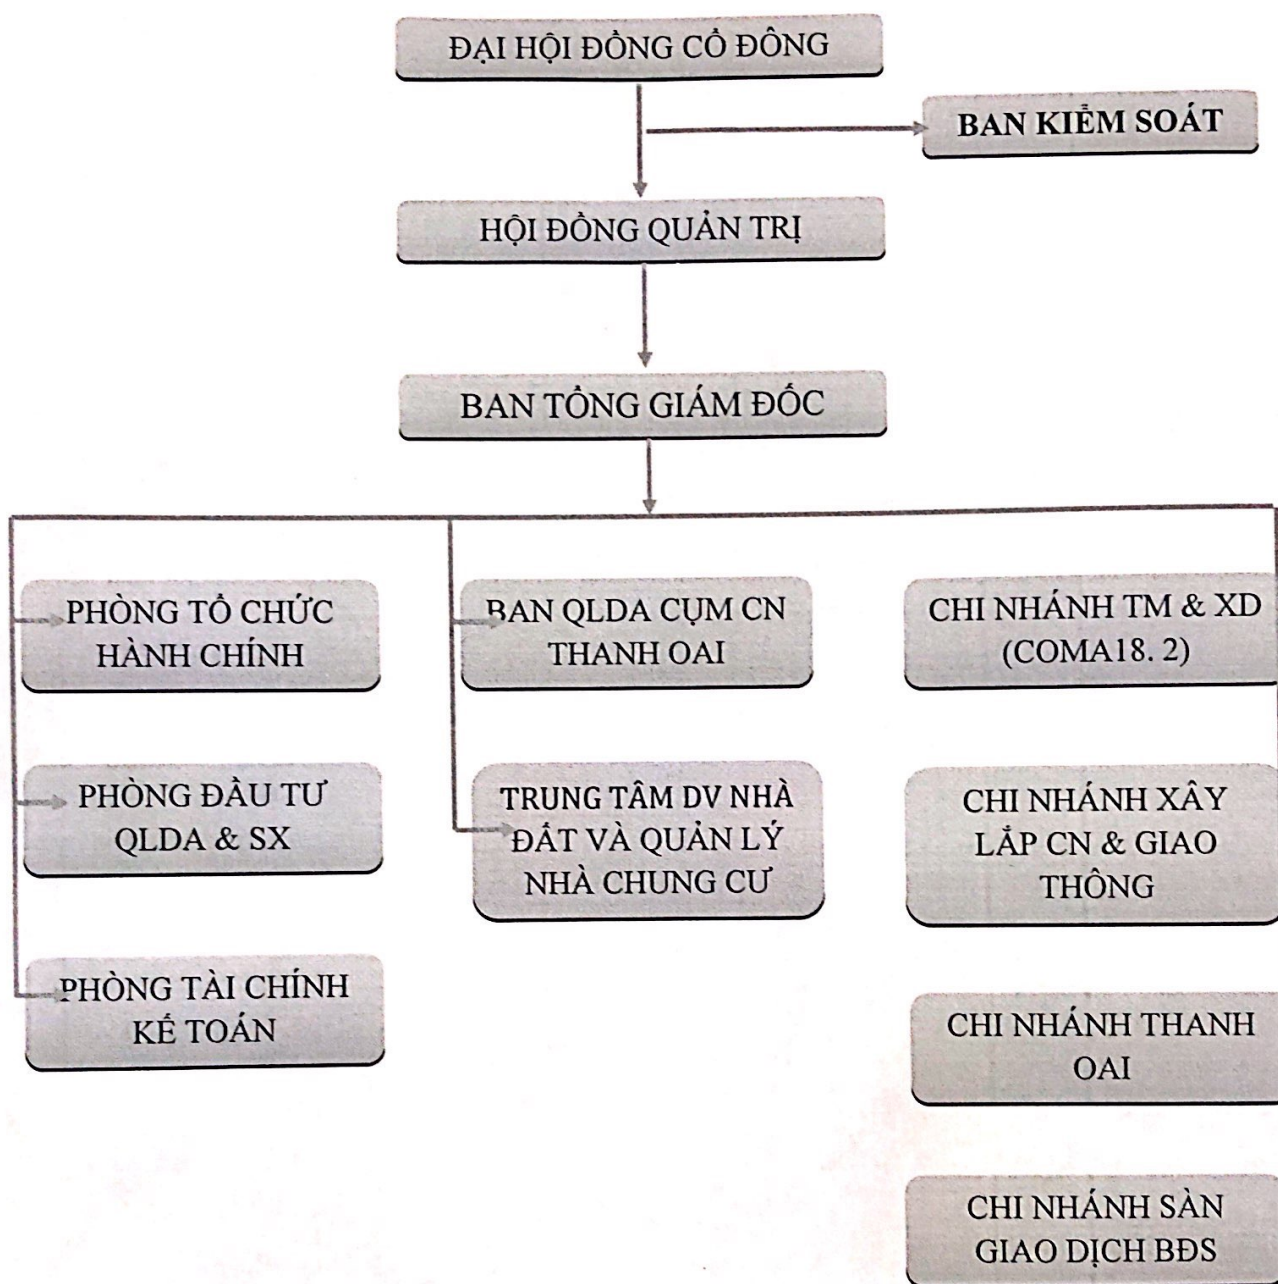 ĐẠI HỘI ĐỒNG CỔ ĐÔNG
BAN KIỂM SOÁT
HỘI ĐỒNG QUẢN TRỊ
BAN TỔNG GIÁM ĐỐC
PHÒNG TỔ CHỨC
HÀNH CHÍNH
PHÒNG ĐẦU TƯ
QLDA & SX
PHÒNG TÀI CHÍNH
KẾ TOÁN
BAN QLDA CỤM CN
THANH OAI
TRUNG TÂM DV NHÀ
ĐẤT VÀ QUẢN LÝ
NHÀ CHUNG CƯ
CHI NHÁNH TM & XD
(COMA18. 2)
CHI NHÁNH XÂY
LẮP CN & GIAO
THÔNG
CHI NHÁNH THANH
OAI
CHI NHÁNH SÀN
GIAO DỊCH BĐS